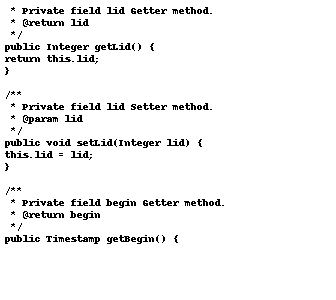 * Private field lid Getter method.
 * @return lid
 */
public Integer getLid() {
return this.lid;
}

/**
 * Private field lid Setter method.
 * @param lid
 */
public void setLid(Integer lid) {
this.lid = lid;
}

/**
 * Private field begin Getter method.
 * @return begin
 */
public Timestamp getBegin() {